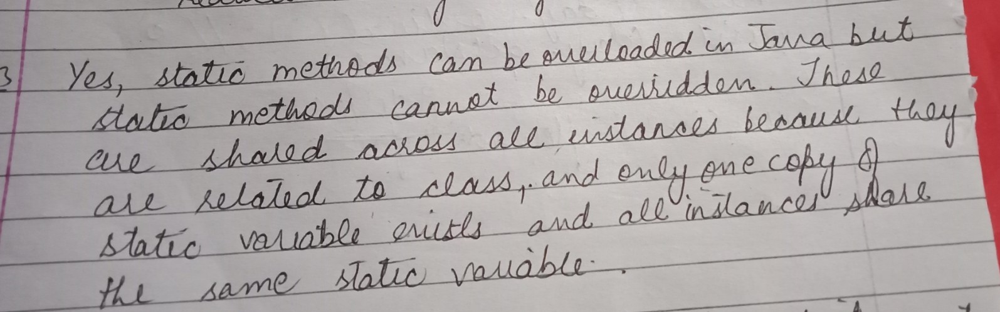 3 Yes, static methods can be overloaded in Java but
static methods cannot be overridden. These
are shared across all instances because they
are related to class, and only one copy of
static variable exists and all instances share
the same static variable.